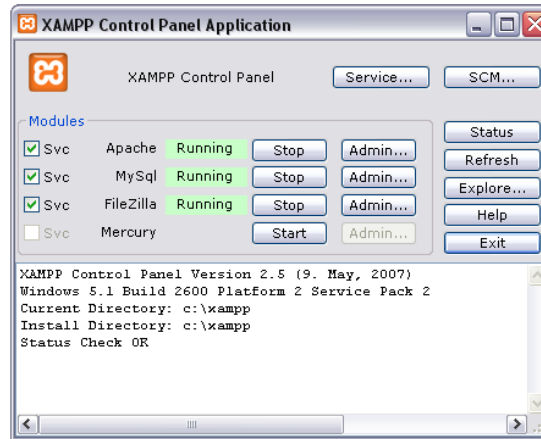 XAMPP Control Panel Application
XAMPP Control Panel
Service...
SCM...
Modules
Svc Apache Running Stop Admin...
Svc MySql Running Stop Admin...
Svc FileZilla Running Stop Admin...
Svc Mercury Start Admin...
Status
Refresh
Explore...
Help
Exit
XAMPP Control Panel Version 2.5 (9. May, 2007)
Windows 5.1 Build 2600 Platform 2 Service Pack 2
Current Directory: c:\xampp
Install Directory: c:\xampp
Status Check OK